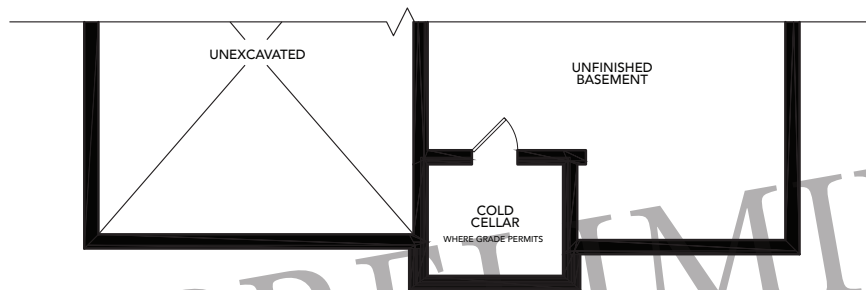 UNEXCAVATED
UNFINISHED
BASEMENT
COLD
CELLAR
WHERE GRADE PERMITS